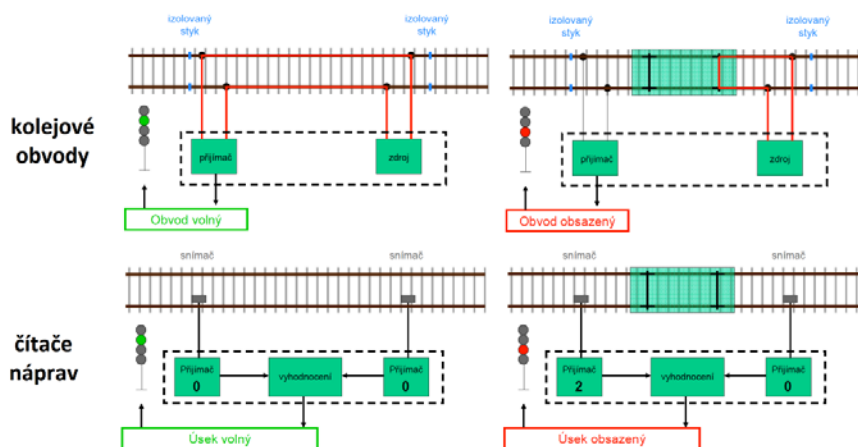 izolovaný
styk
izolovaný
styk
izolovaný
styk
izolovaný
styk
kolejové
obvody
přijímač
zdroj
přijímač
zdroj
Obvod volný
Obvod obsazený
snímač
snímač
snímač
snímač
čítače
náprav
Přijímač
0
vyhodnocení
Přijímač
0
Přijímač
2
vyhodnocení
Přijímač
0
Úsek volný
Úsek obsazený